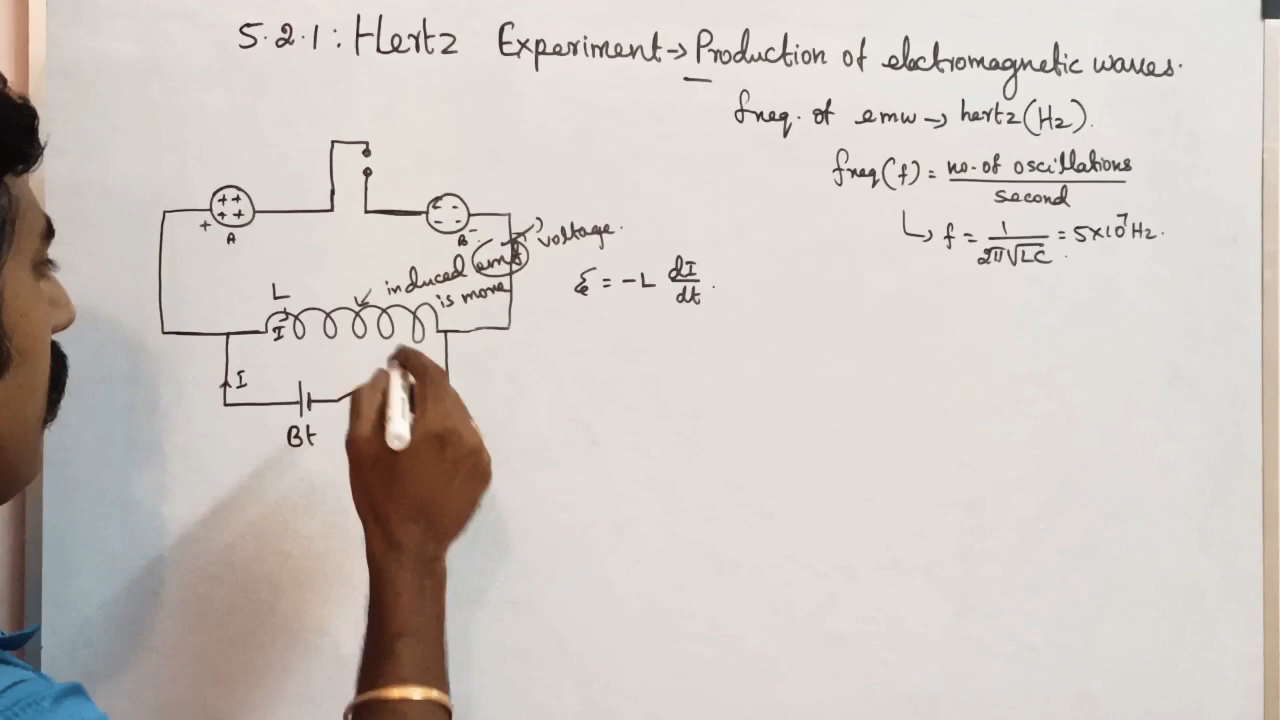 5.2.1: Hertz Experiment → Production of electromagnetic waves.
freq. of emw → hertz (Hz).
freq (f) = no. of oscillations / second
f = 1 / 2π√LC = 5×10⁷ Hz.
+ + + +
+
A
- - -
B
-
voltage.
induced emf
is more
ξ = -L dI/dt.
L
I
I
Bt